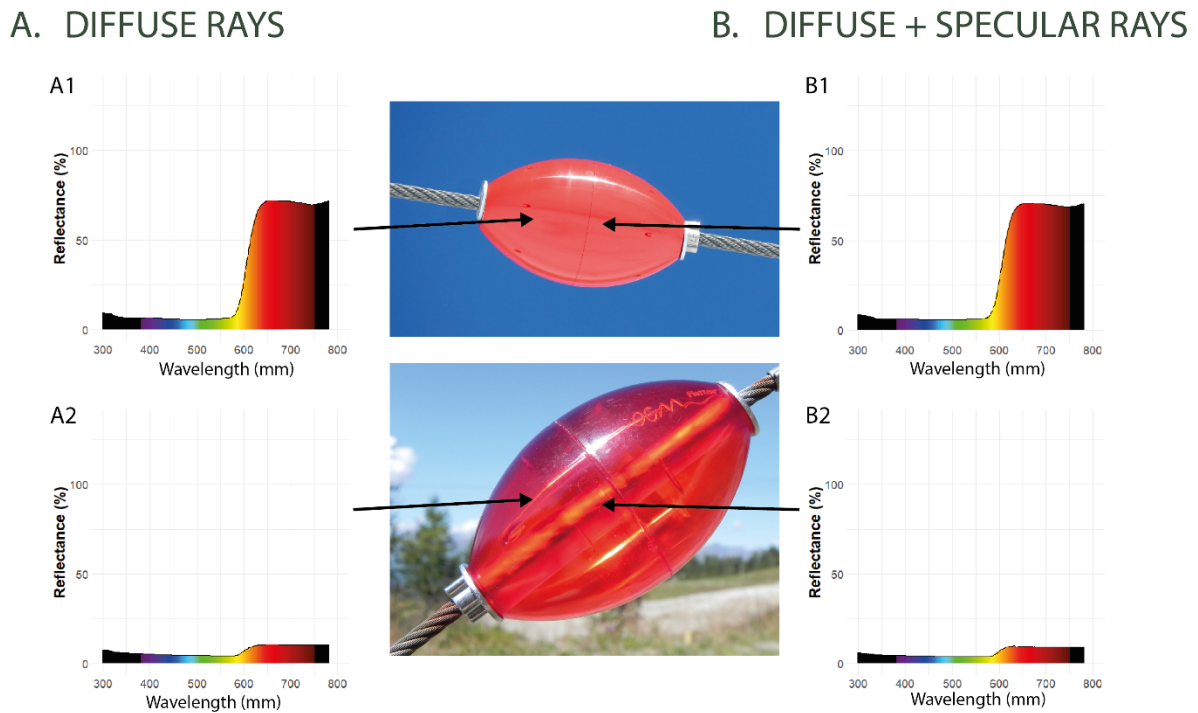 A. DIFFUSE RAYS
B. DIFFUSE + SPECULAR RAYS
A1
Reflectance (%)
100
50
0
300 400 500 600 700 800
Wavelength (mm)
B1
Reflectance (%)
100
50
0
300 400 500 600 700 800
Wavelength (mm)
A2
Reflectance (%)
100
50
0
300 400 500 600 700 800
Wavelength (mm)
B2
Reflectance (%)
100
50
0
300 400 500 600 700 800
Wavelength (mm)